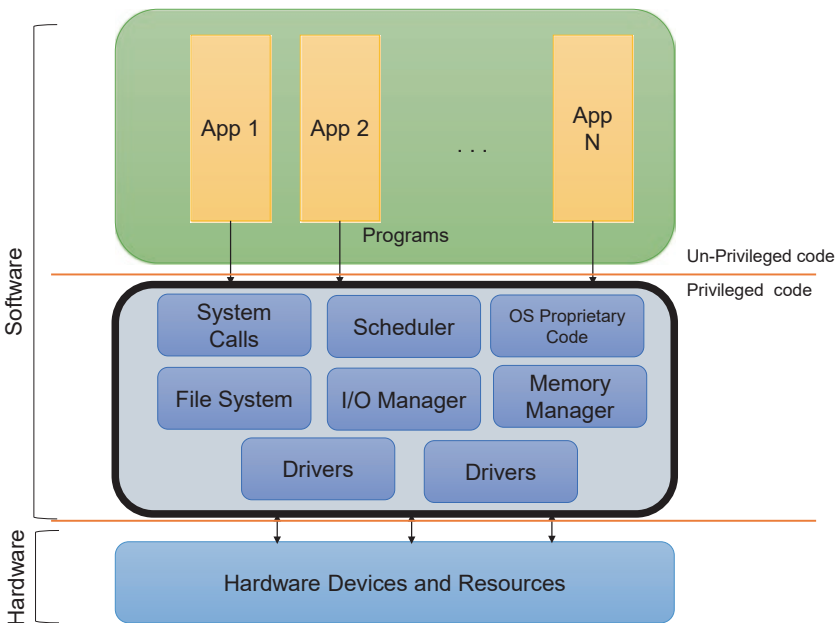 App 1
App 2
. . .
App
N
Programs
Un-Privileged code
Privileged code
Software
System
Calls
Scheduler
OS Proprietary
Code
File System
I/O Manager
Memory
Manager
Drivers
Drivers
Hardware
Hardware Devices and Resources